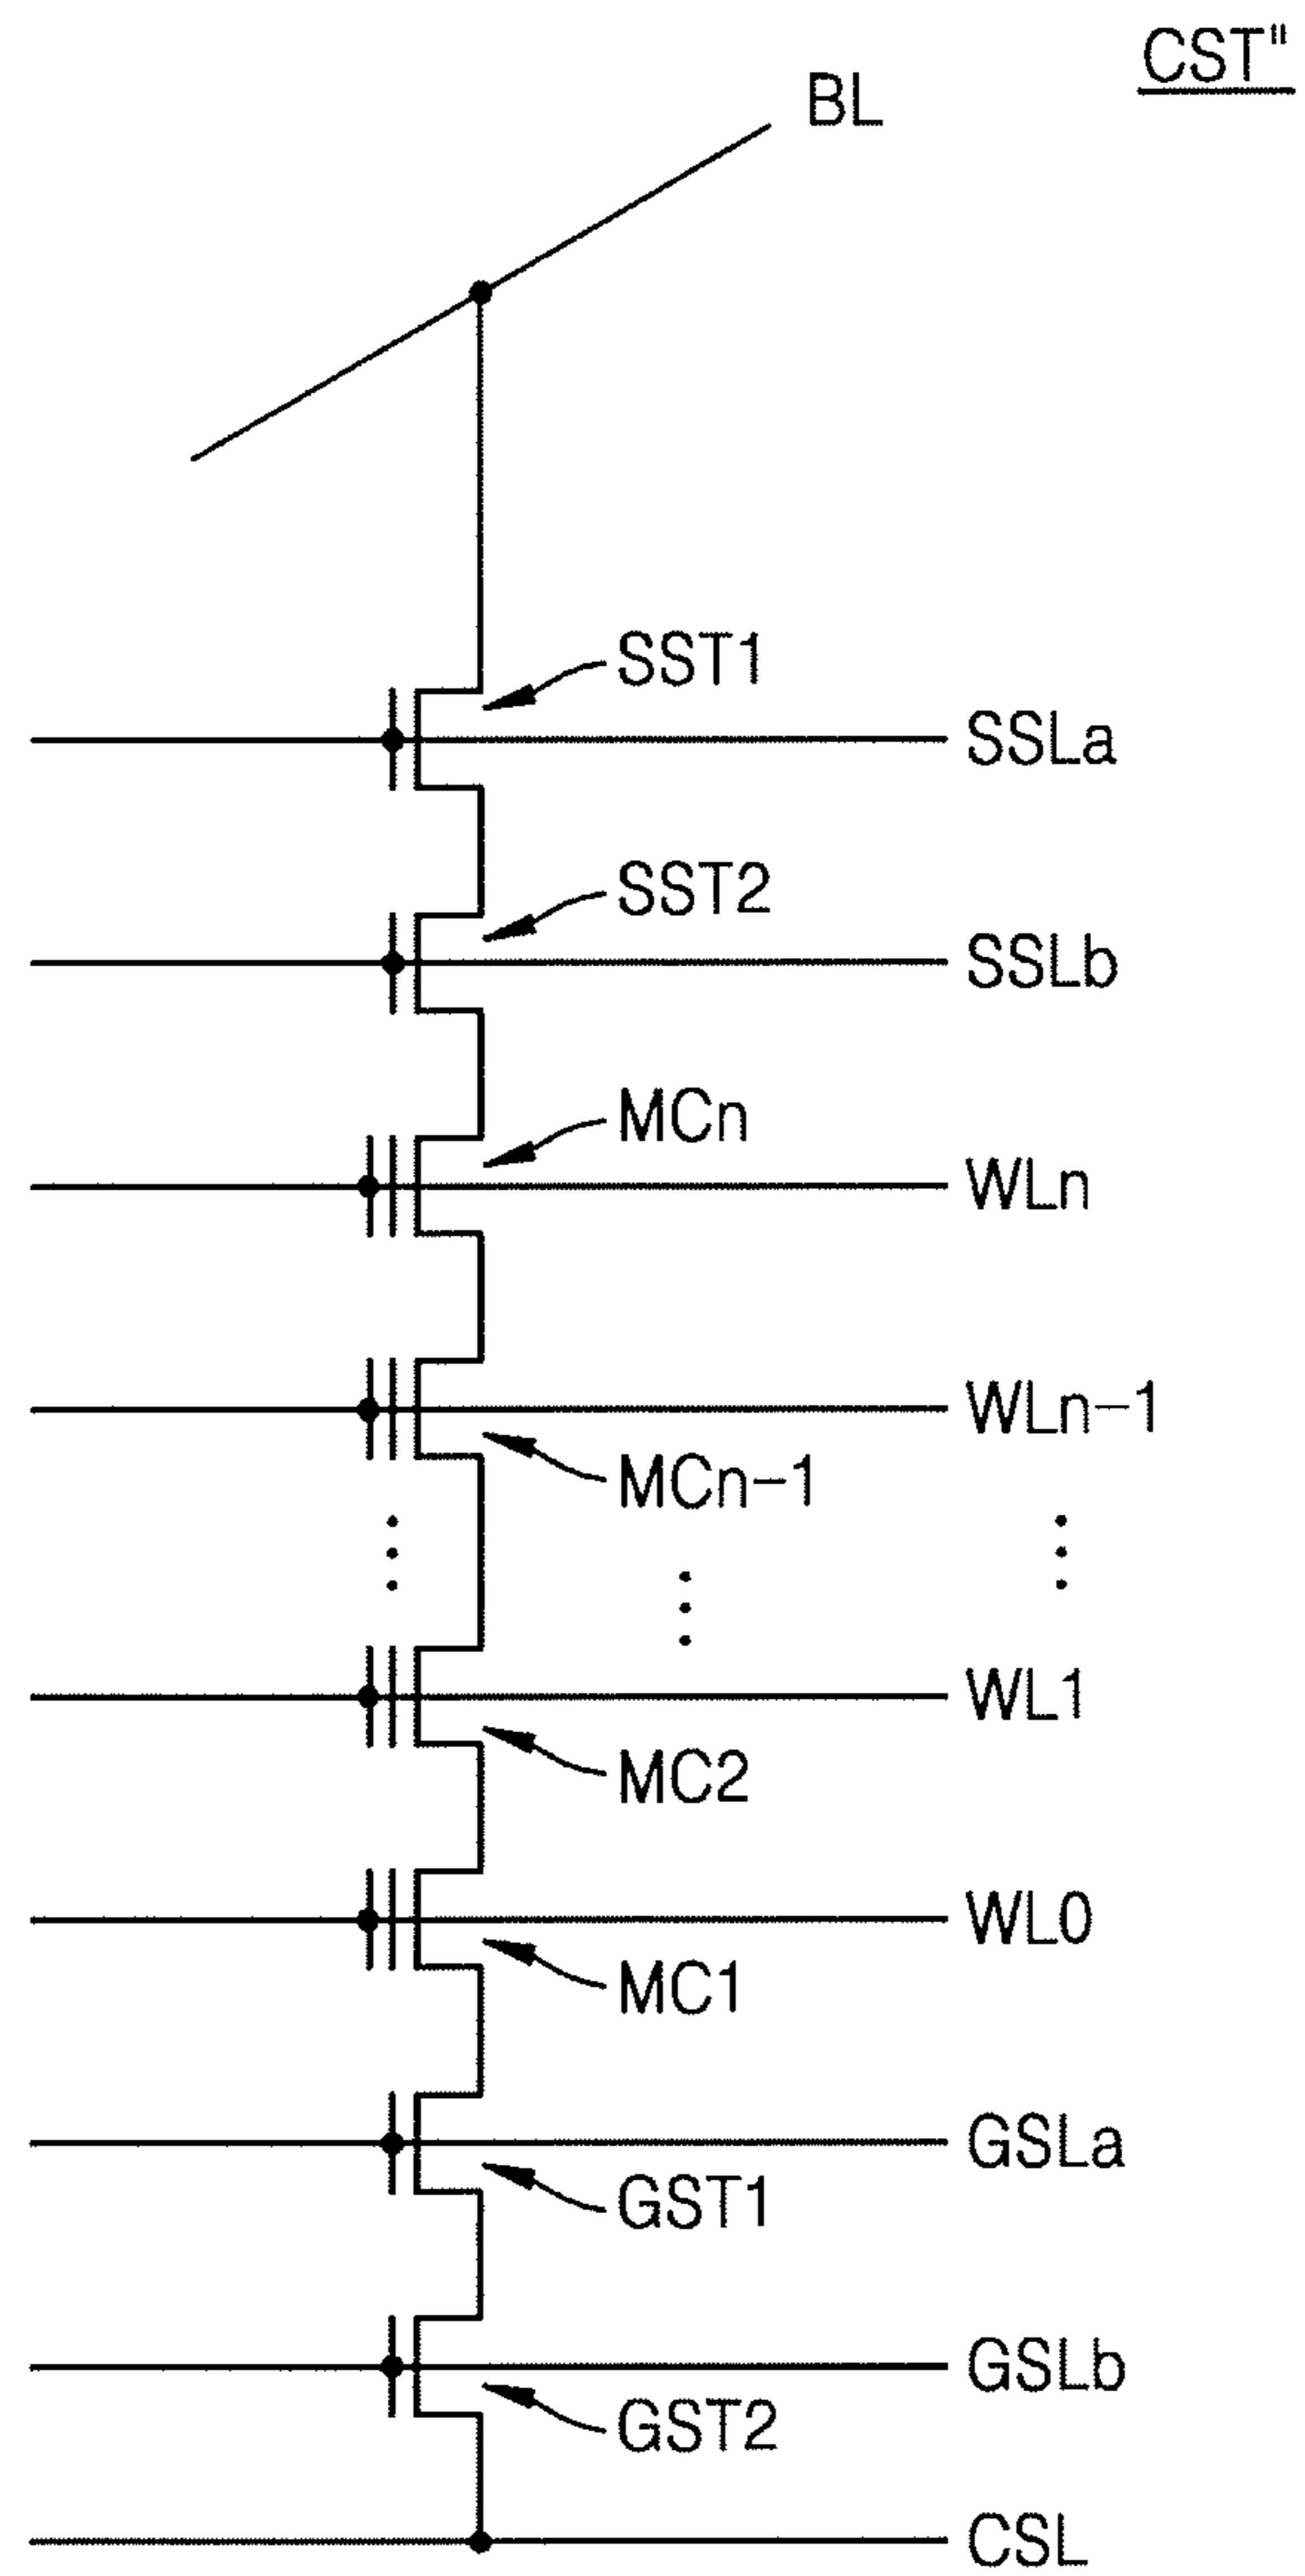 CST"
BL
SST1
SSLa
SST2
SSLb
MCn
WLn
WLn-1
MCn-1
WL1
MC2
WL0
MC1
GSLa
GST1
GSLb
GST2
CSL